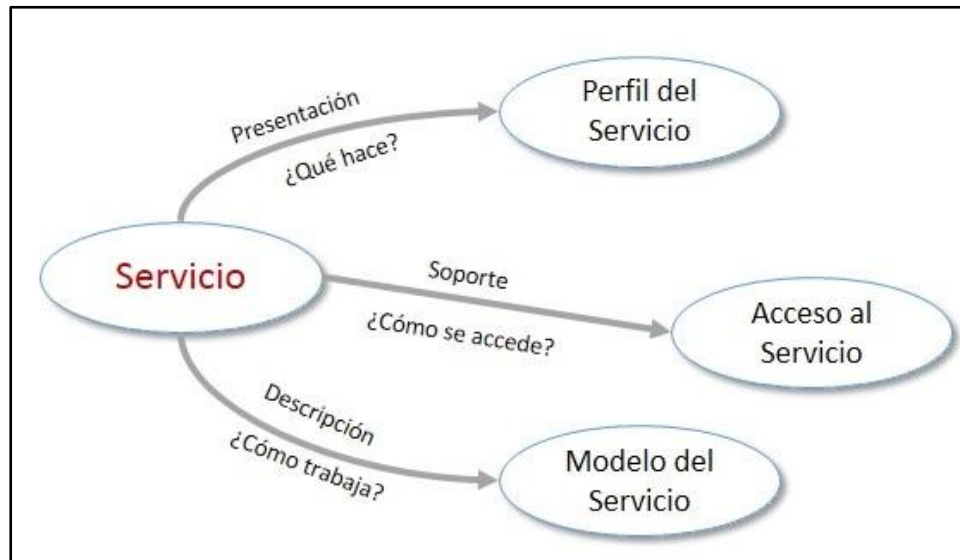 Presentación
¿Qué hace?
Perfil del
Servicio
Servicio
Soporte
¿Cómo se accede?
Acceso al
Servicio
Descripción
¿Cómo trabaja?
Modelo del
Servicio